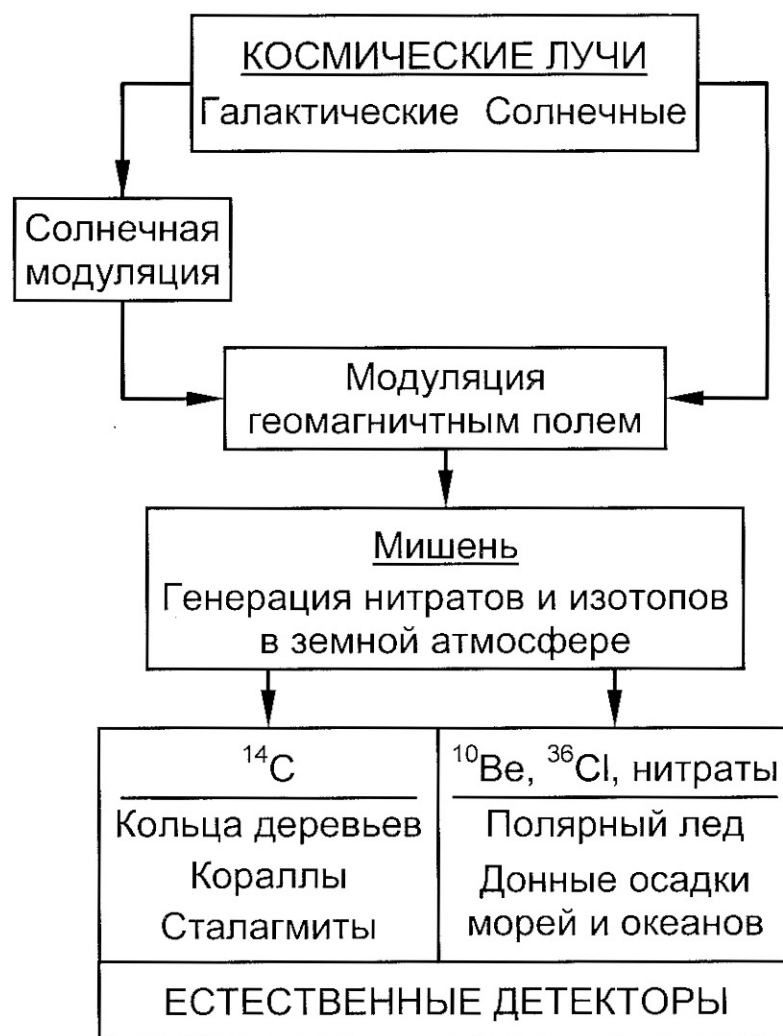 КОСМИЧЕСКИЕ ЛУЧИ
Галактические Солнечные
Солнечная
модуляция
Модуляция
геомагничтным полем
Мишень
Генерация нитратов и изотопов
в земной атмосфере
¹⁴C
Кольца деревьев
Кораллы
Сталагмиты
¹⁰Be, ³⁶Cl, нитраты
Полярный лед
Донные осадки
морей и океанов
ЕСТЕСТВЕННЫЕ ДЕТЕКТОРЫ